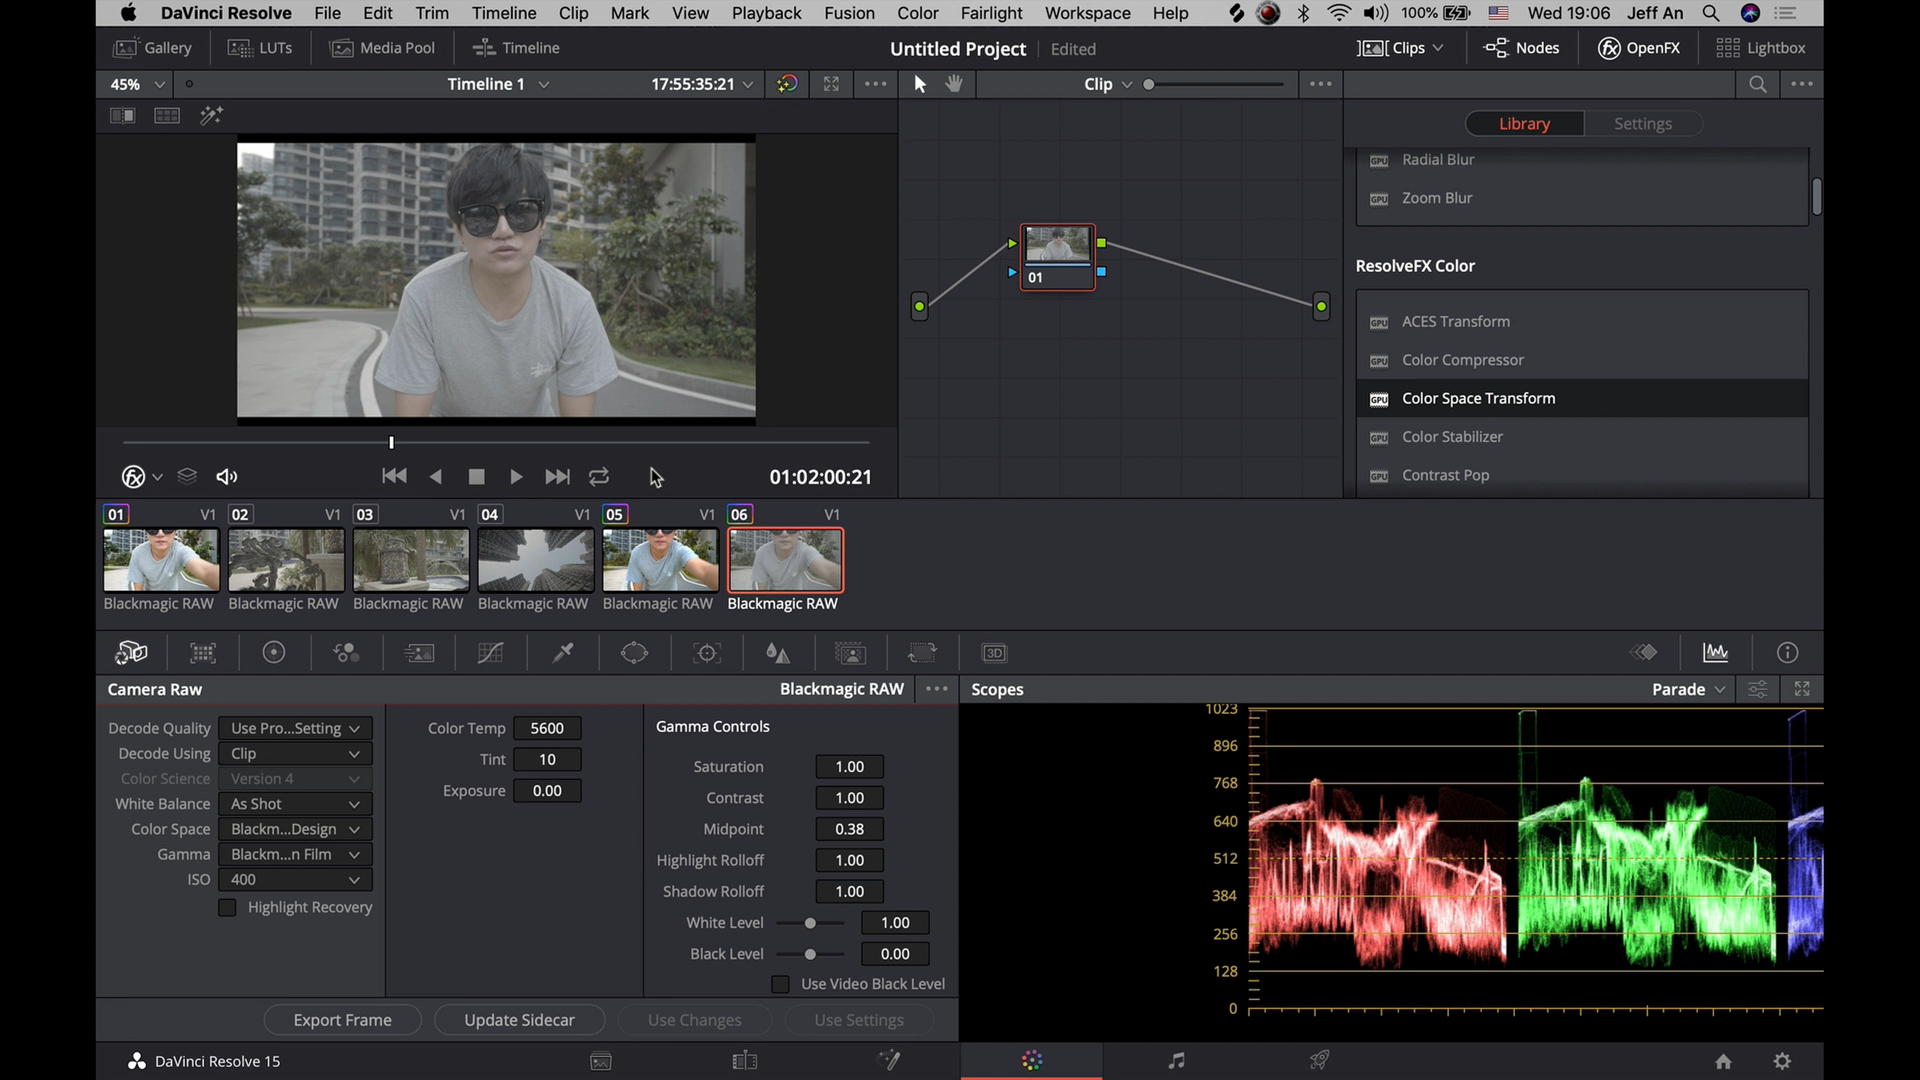 DaVinci Resolve File Edit Trim Timeline Clip Mark View Playback Fusion Color Fairlight Workspace Help 100% Wed 19:06 Jeff An
Gallery LUTs Media Pool Timeline Untitled Project Edited Clips Nodes OpenFX Lightbox
45% Timeline 1 17:55:35:21 Clip
Library Settings
Radial Blur
Zoom Blur
ResolveFX Color
GPU ACES Transform
GPU Color Compressor
GPU Color Space Transform
GPU Color Stabilizer
GPU Contrast Pop
01
01:02:00:21
01 V1 02 V1 03 V1 04 V1 05 V1 06 V1
Blackmagic RAW Blackmagic RAW Blackmagic RAW Blackmagic RAW Blackmagic RAW Blackmagic RAW
3D
Camera Raw Blackmagic RAW Scopes Parade
Decode Quality Use Pro...Setting
Decode Using Clip
Color Science Version 4
White Balance As Shot
Color Space Blackm...Design
Gamma Blackm...n Film
ISO 400
Highlight Recovery
Color Temp 5600
Tint 10
Exposure 0.00
Gamma Controls
Saturation 1.00
Contrast 1.00
Midpoint 0.38
Highlight Rolloff 1.00
Shadow Rolloff 1.00
White Level 1.00
Black Level 0.00
Use Video Black Level
1023
896
768
640
512
384
256
128
0
Export Frame Update Sidecar Use Changes Use Settings
DaVinci Resolve 15